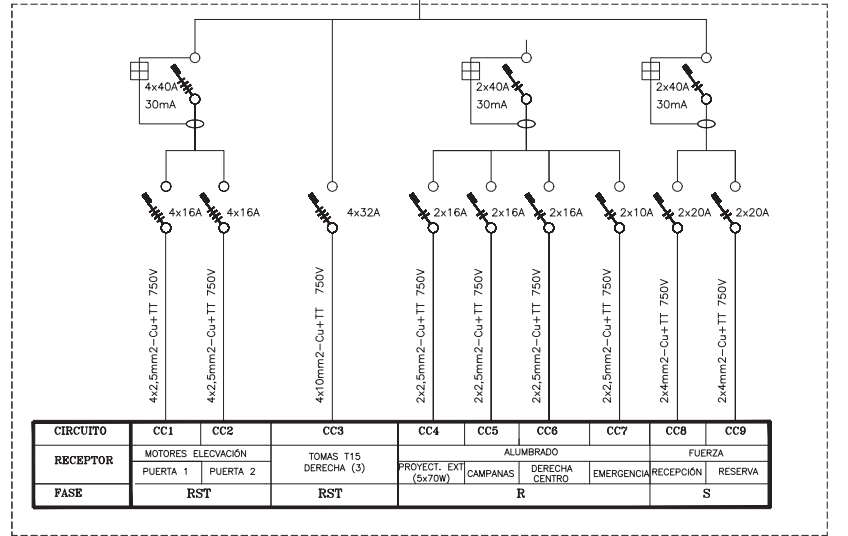 4x40A
30mA
2x40A
30mA
2x40A
30mA
4x16A
4x16A
4x32A
2x16A
2x16A
2x16A
2x10A
2x20A
2x20A
4x2,5mm2-Cu+TT 750V
4x2,5mm2-Cu+TT 750V
4x10mm2-Cu+TT 750V
2x2,5mm2-Cu+TT 750V
2x2,5mm2-Cu+TT 750V
2x2,5mm2-Cu+TT 750V
2x2,5mm2-Cu+TT 750V
2x4mm2-Cu+TT 750V
2x4mm2-Cu+TT 750V
CIRCUITO CC1 CC2 CC3 CC4 CC5 CC6 CC7 CC8 CC9
RECEPTOR
MOTORES ELECVACIÓN
PUERTA 1 PUERTA 2
TOMAS T15
DERECHA (3)
ALUMBRADO
PROYECT. EXT
(5x70W)
CAMPANAS
DERECHA
CENTRO
EMERGENCIA
FUERZA
RECEPCIÓN RESERVA
FASE RST RST R S